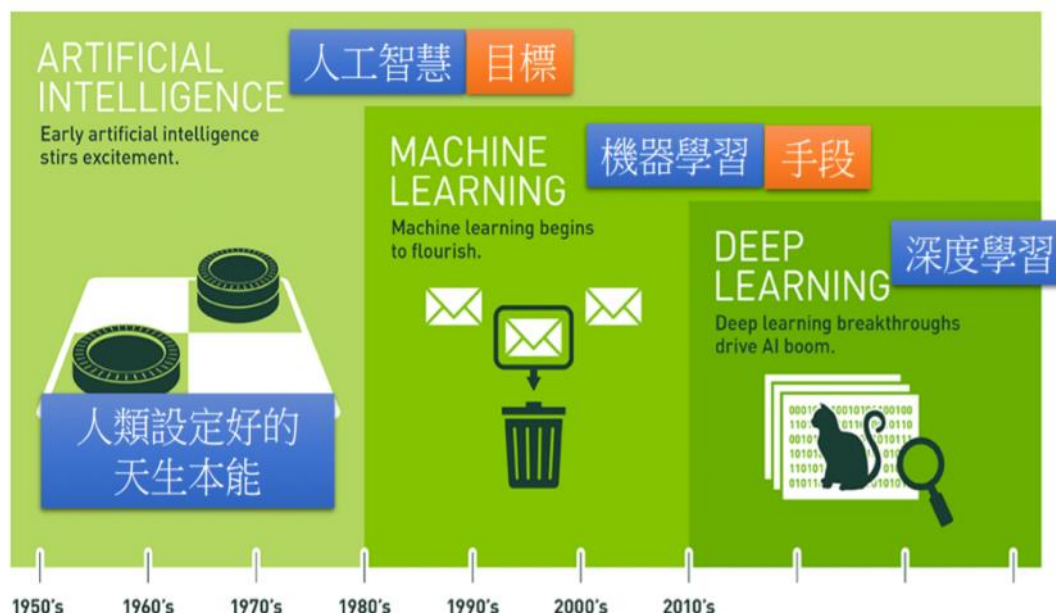 ARTIFICIAL
INTELLIGENCE
人工智慧
目標
Early artificial intelligence
stirs excitement.
MACHINE
LEARNING
機器學習
手段
Machine learning begins
to flourish.
DEEP
LEARNING
深度學習
Deep learning breakthroughs
drive AI boom.
人類設定好的
天生本能
1950's 1960's 1970's 1980's 1990's 2000's 2010's